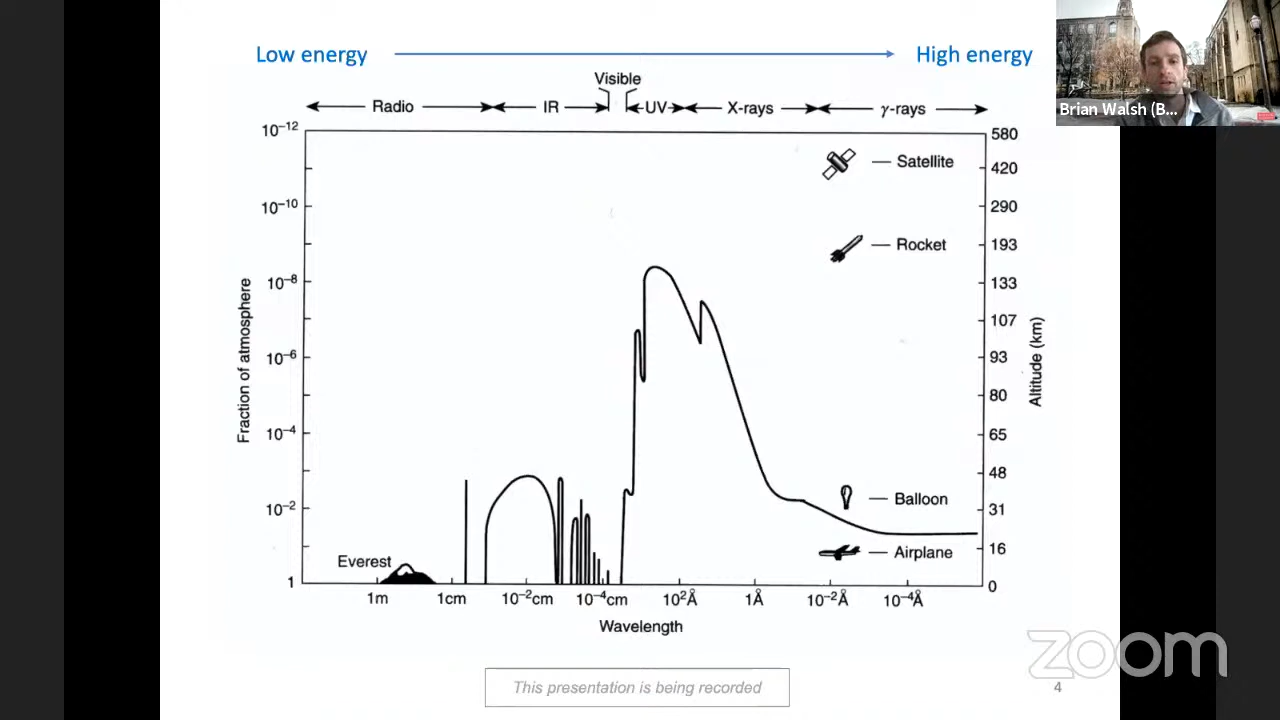 Low energy
High energy
Visible
Radio
IR
UV
X-rays
γ-rays
10⁻¹²
10⁻¹⁰
10⁻⁸
10⁻⁶
10⁻⁴
10⁻²
1
Fraction of atmosphere
580
420
290
193
133
107
93
80
65
48
31
16
0
Altitude (km)
Satellite
Rocket
Balloon
Airplane
Everest
1m
1cm
10⁻²cm
10⁻⁴cm
10²Å
1Å
10⁻²Å
10⁻⁴Å
Wavelength
Brian Walsh (B...
This presentation is being recorded
4
zoom